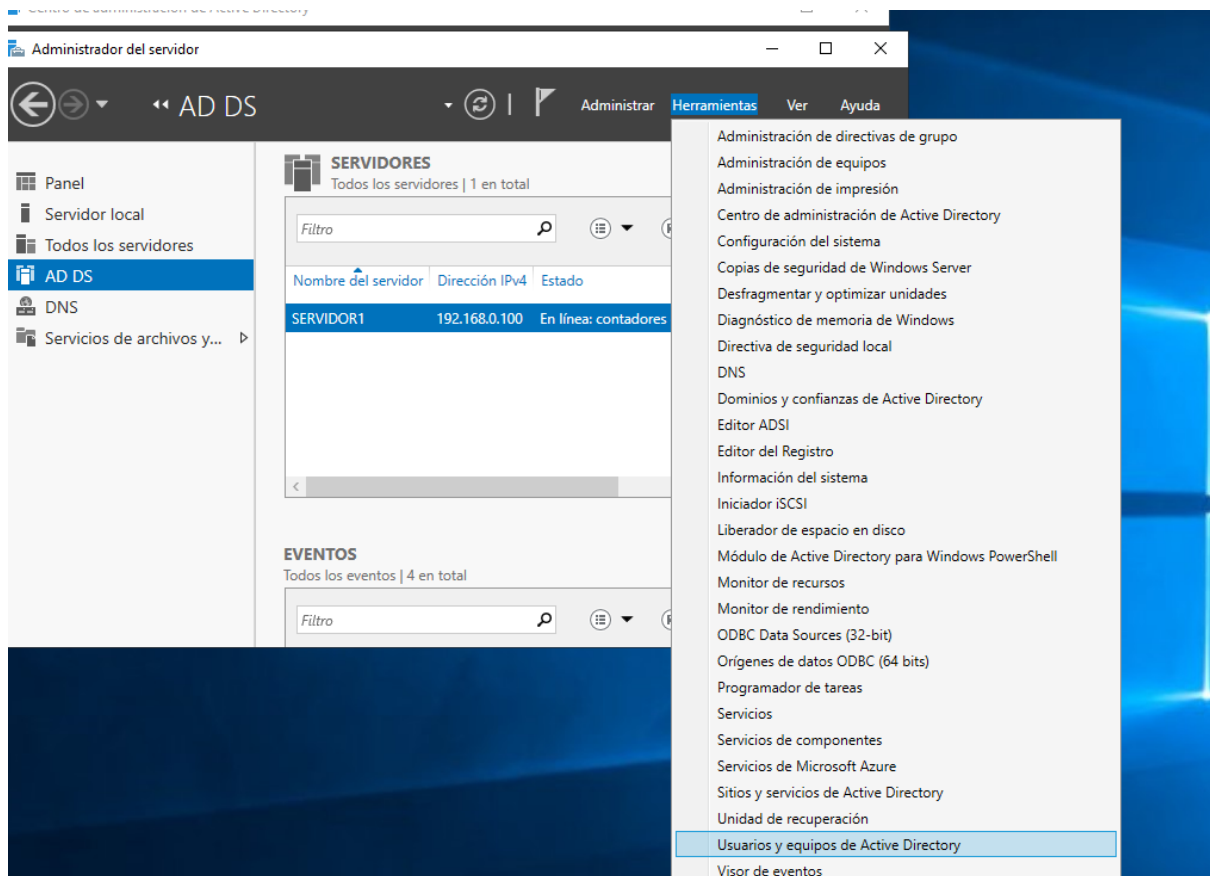 Centro de administración de Active Directory
Administrador del servidor
AD DS
Administrar
Herramientas
Ver
Ayuda
Panel
Servidor local
Todos los servidores
AD DS
DNS
Servicios de archivos y...
SERVIDORES
Todos los servidores | 1 en total
Filtro
Nombre del servidor Dirección IPv4 Estado
SERVIDOR1 192.168.0.100 En línea: contadores
EVENTOS
Todos los eventos | 4 en total
Filtro
Administración de directivas de grupo
Administración de equipos
Administración de impresión
Centro de administración de Active Directory
Configuración del sistema
Copias de seguridad de Windows Server
Desfragmentar y optimizar unidades
Diagnóstico de memoria de Windows
Directiva de seguridad local
DNS
Dominios y confianzas de Active Directory
Editor ADSI
Editor del Registro
Información del sistema
Iniciador iSCSI
Liberador de espacio en disco
Módulo de Active Directory para Windows PowerShell
Monitor de recursos
Monitor de rendimiento
ODBC Data Sources (32-bit)
Orígenes de datos ODBC (64 bits)
Programador de tareas
Servicios
Servicios de componentes
Servicios de Microsoft Azure
Sitios y servicios de Active Directory
Unidad de recuperación
Usuarios y equipos de Active Directory
Visor de eventos